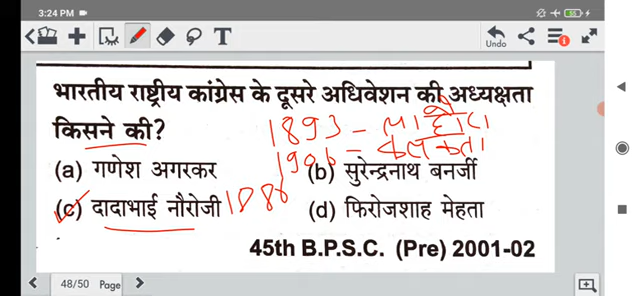 3:24 PM
Undo
भारतीय राष्ट्रीय कांग्रेस के दूसरे अधिवेशन की अध्यक्षता
किसने की?
1893 - लाहौर
1906 - कलकत्ता
(a) गणेश अगरकर
(b) सुरेन्द्रनाथ बनर्जी
(c) दादाभाई नौरोजी 1886
(d) फिरोजशाह मेहता
45th B.P.S.C. (Pre) 2001-02
48/50 Page